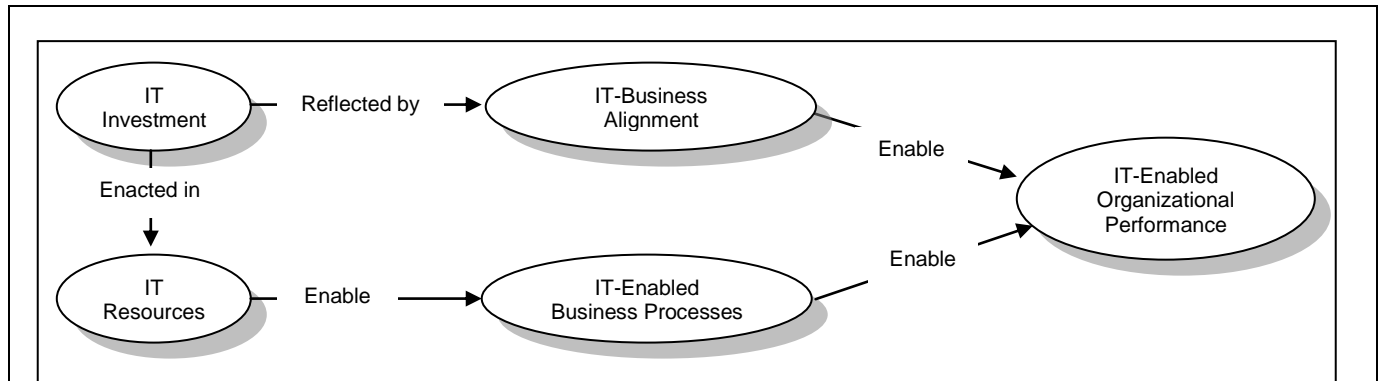 IT
Investment
Reflected by
IT-Business
Alignment
Enable
IT-Enabled
Organizational
Performance
Enacted in
Enable
IT
Resources
Enable
IT-Enabled
Business Processes